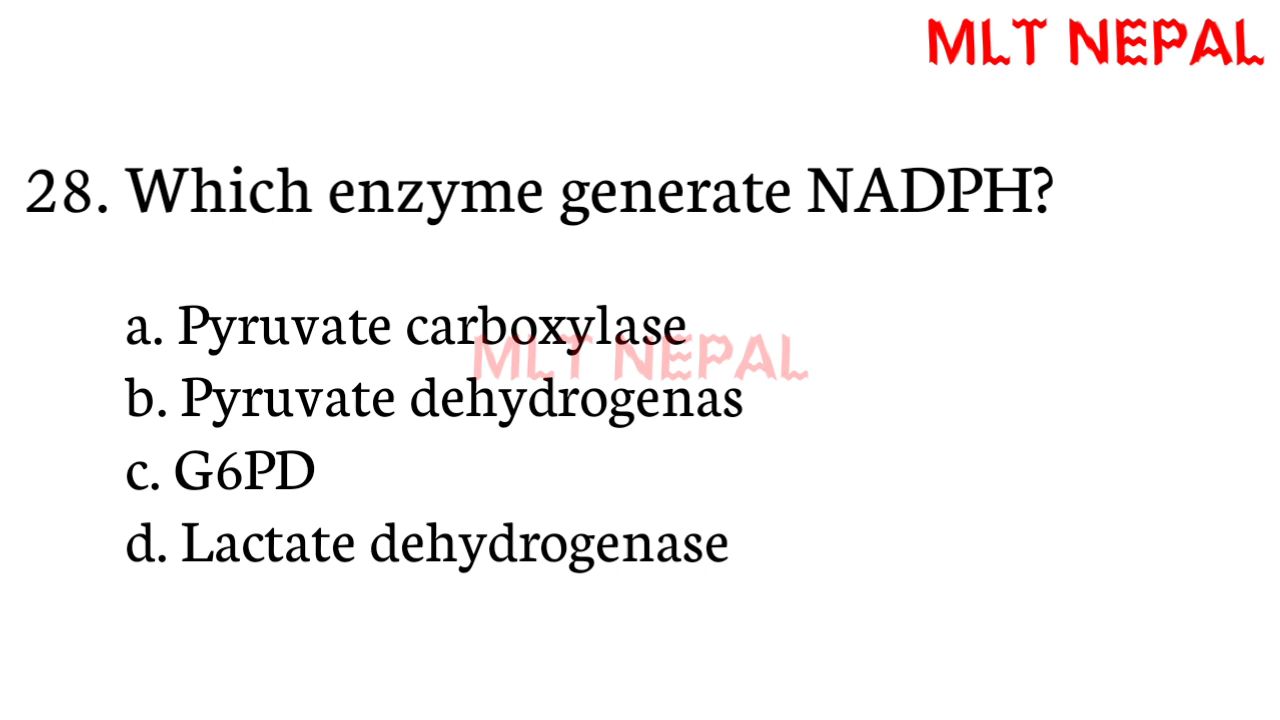 MLT NEPAL
28. Which enzyme generate NADPH?
a. Pyruvate carboxylase
MLT NEPAL
b. Pyruvate dehydrogenas
c. G6PD
d. Lactate dehydrogenase